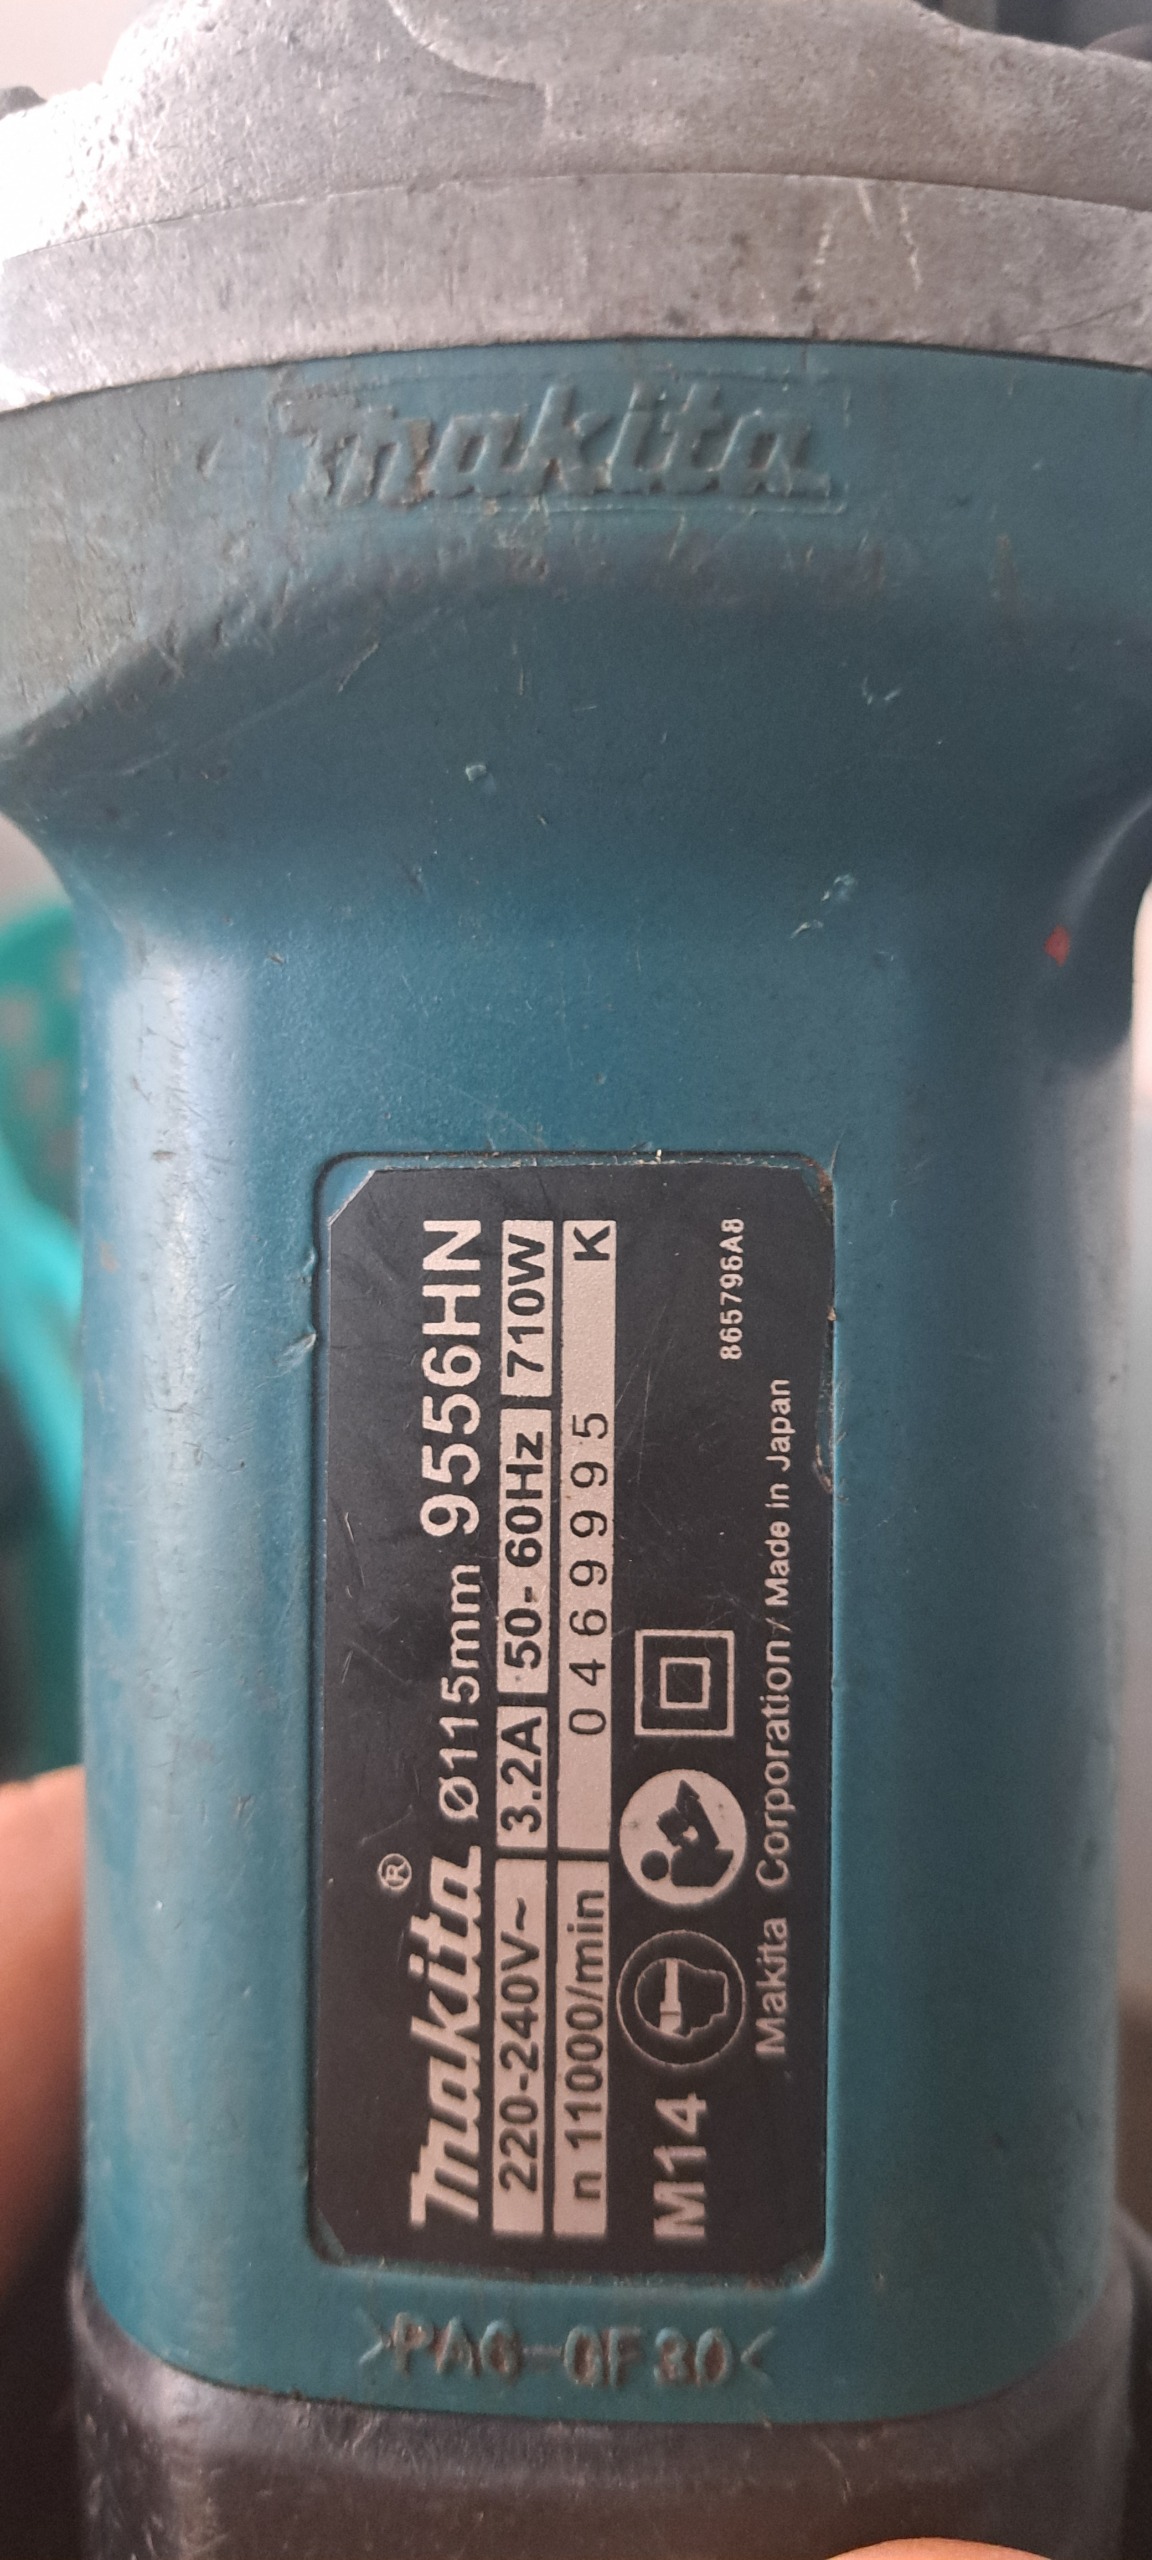 makita
makita® Ø115mm 9556HN
220-240V~ 3.2A 50-60Hz 710W
n 11000/min 0469995 K
M14
865796A8
Makita Corporation / Made in Japan
>PA6-GF30<